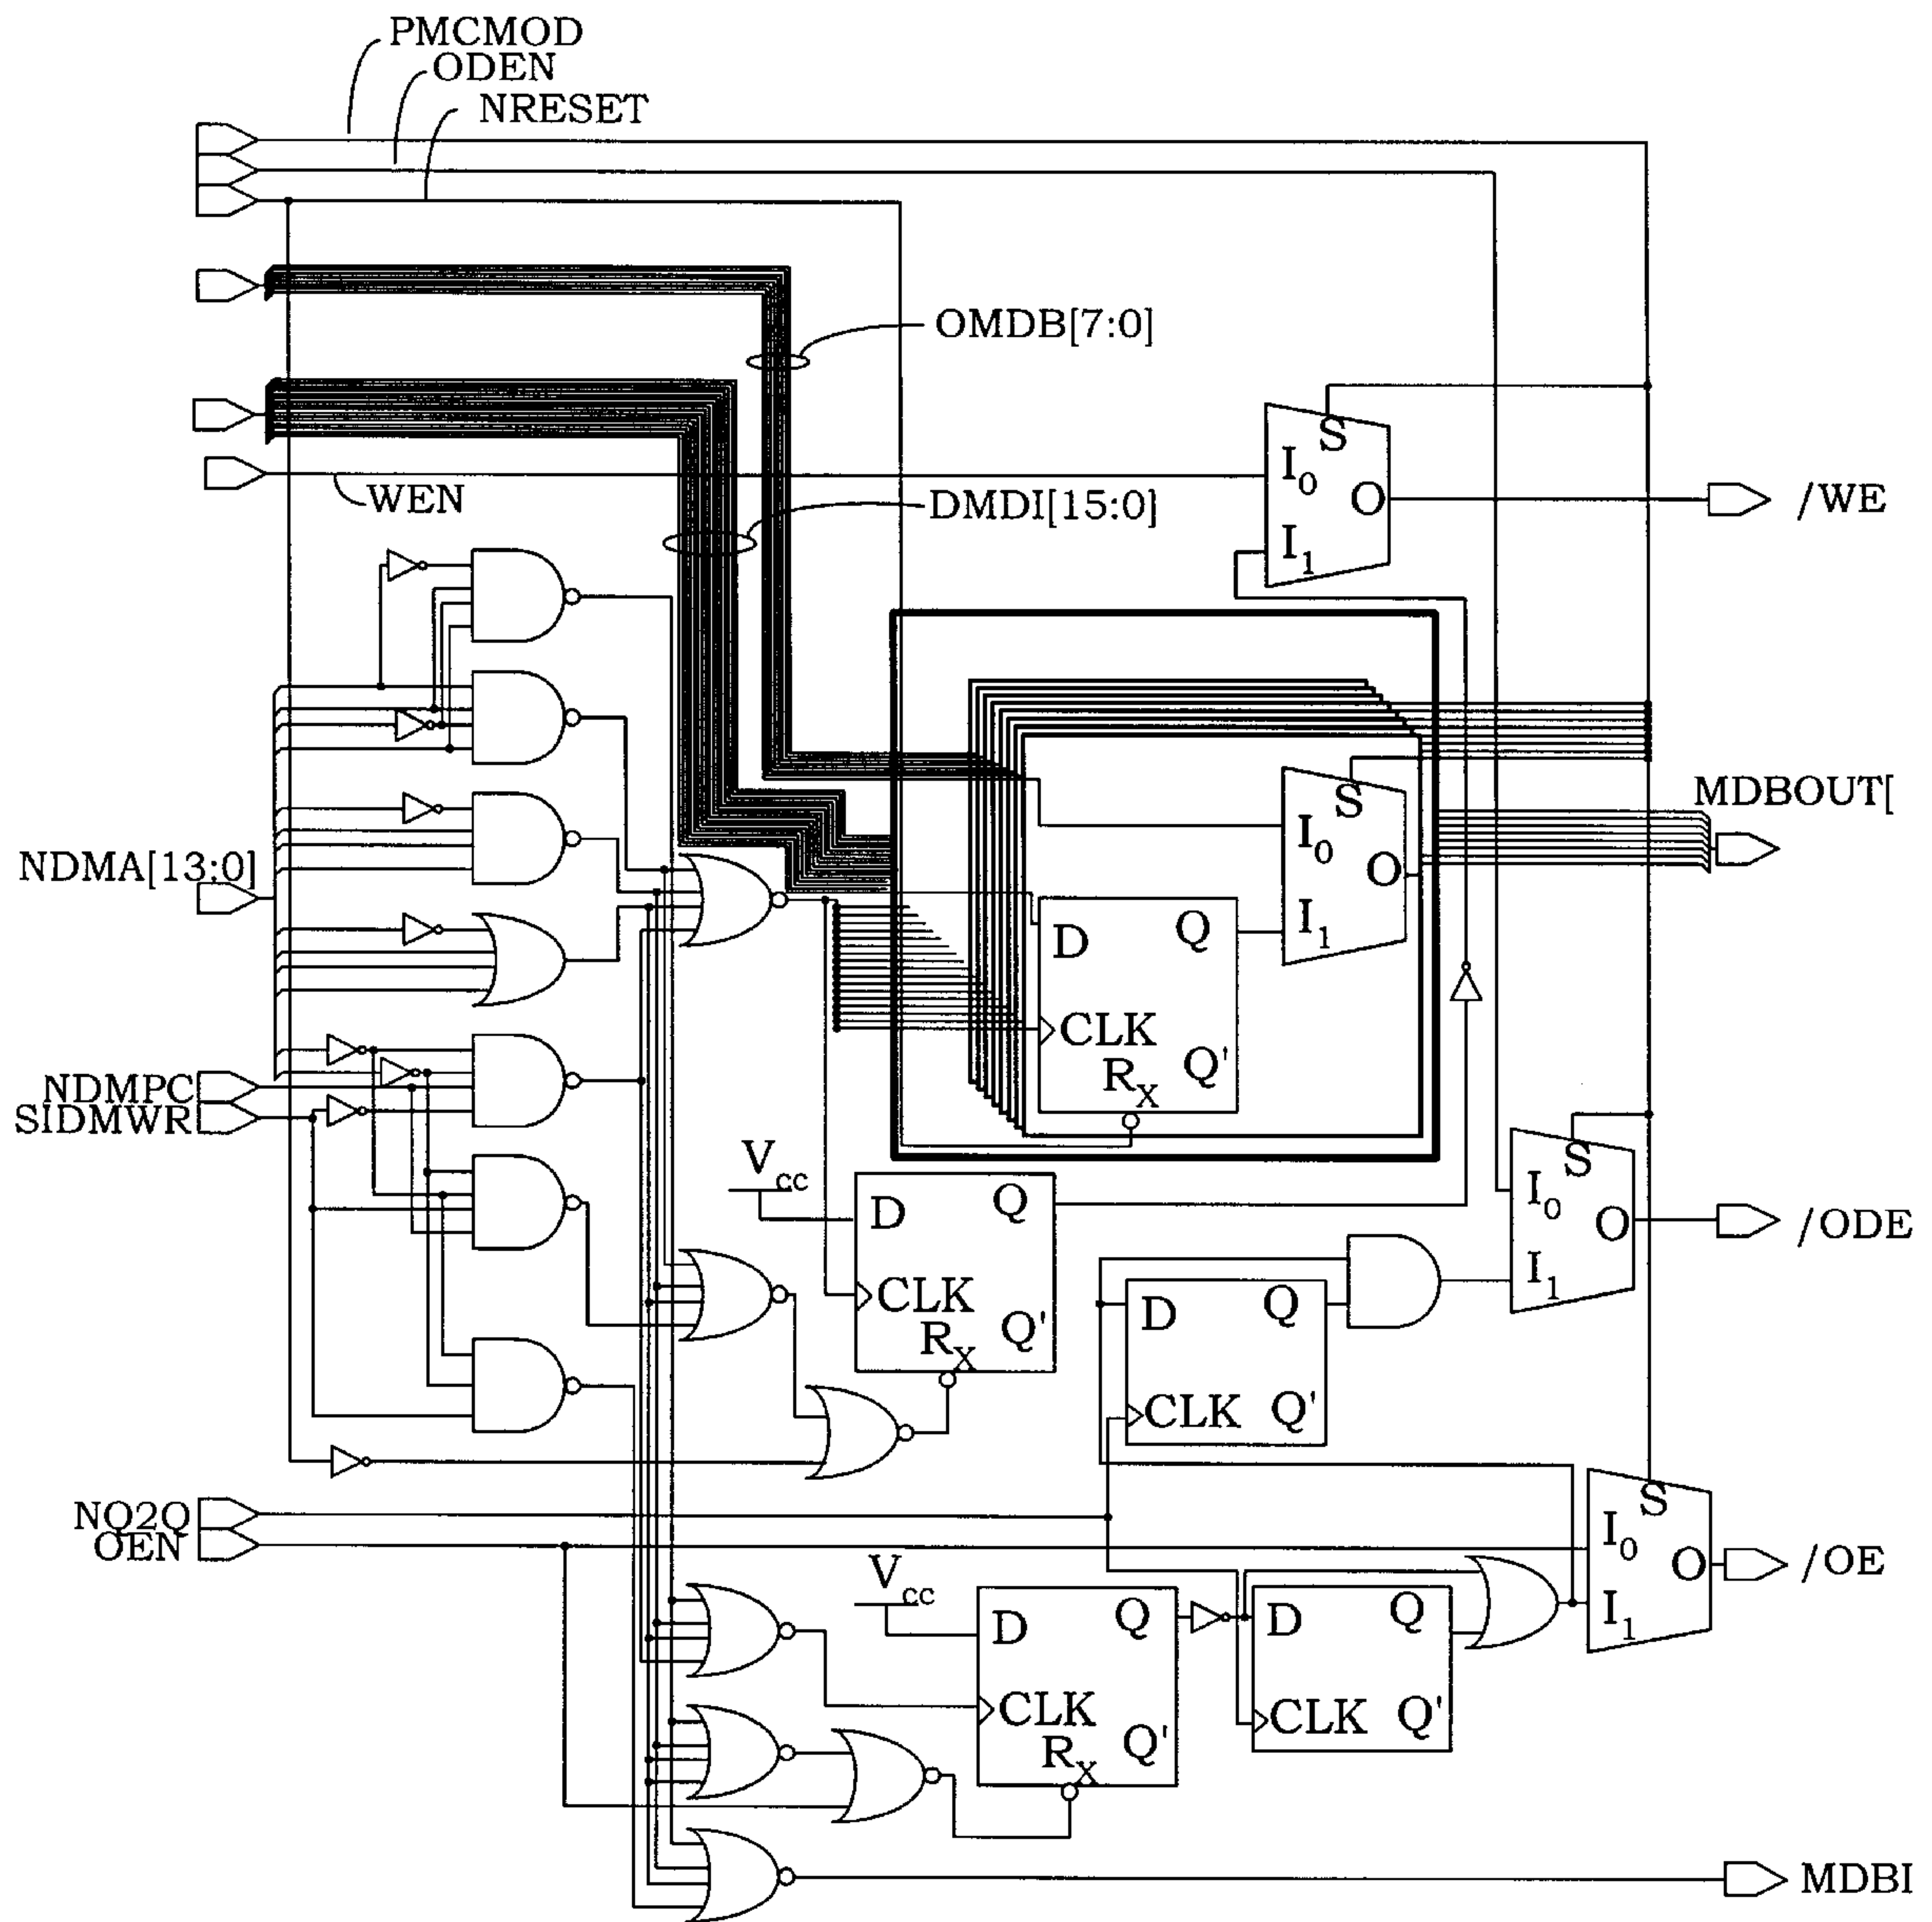 PMCMOD
ODEN
NRESET
OMDB[7:0]
S
I0
O
I1
/WE
WEN
DMDI[15:0]
MDBOUT[
S
I0
O
I1
NDMA[13:0]
D Q
CLK
RX Q'
NDMPC
SIDMWR
Vcc
D Q
CLK
RX Q'
S
I0
O
I1
/ODE
D Q
CLK Q'
NQ2Q
OEN
S
I0
O
I1
/OE
Vcc
D Q
CLK
RX Q'
D Q
CLK Q'
MDBI